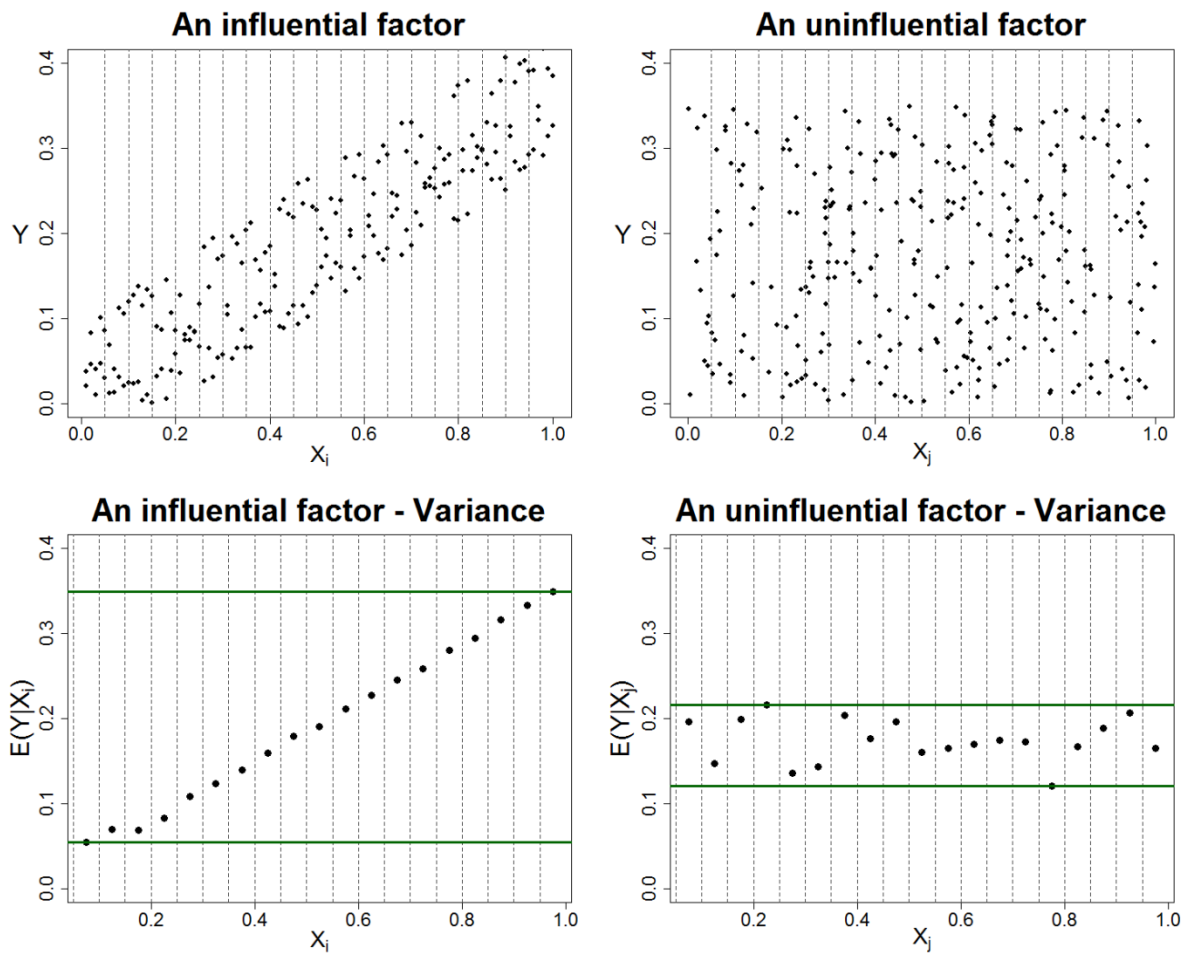 An influential factor
An uninfluential factor
0.4
0.3
Y
0.2
0.1
0.0
0.0 0.2 0.4 0.6 0.8 1.0
Xi
0.4
0.3
Y
0.2
0.1
0.0
0.0 0.2 0.4 0.6 0.8 1.0
Xj
An influential factor - Variance
An uninfluential factor - Variance
0.4
0.3
E(Y|Xi)
0.2
0.1
0.0
0.2 0.4 0.6 0.8 1.0
Xi
0.4
0.3
E(Y|Xj)
0.2
0.1
0.0
0.2 0.4 0.6 0.8 1.0
Xj